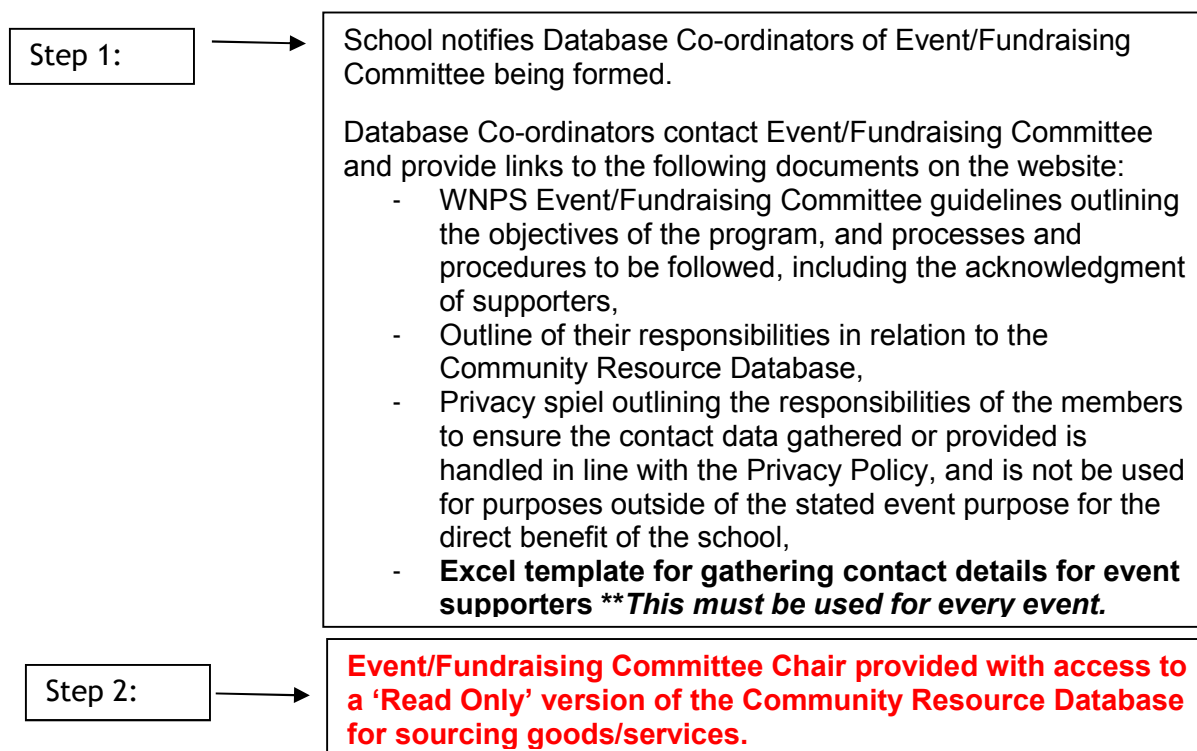 Step 1:
School notifies Database Co-ordinators of Event/Fundraising
Committee being formed.
Database Co-ordinators contact Event/Fundraising Committee
and provide links to the following documents on the website:
- WNPS Event/Fundraising Committee guidelines outlining
the objectives of the program, and processes and
procedures to be followed, including the acknowledgment
of supporters,
- Outline of their responsibilities in relation to the
Community Resource Database,
- Privacy spiel outlining the responsibilities of the members
to ensure the contact data gathered or provided is
handled in line with the Privacy Policy, and is not be used
for purposes outside of the stated event purpose for the
direct benefit of the school,
- Excel template for gathering contact details for event
supporters **This must be used for every event.
Step 2:
Event/Fundraising Committee Chair provided with access to
a ‘Read Only’ version of the Community Resource Database
for sourcing goods/services.